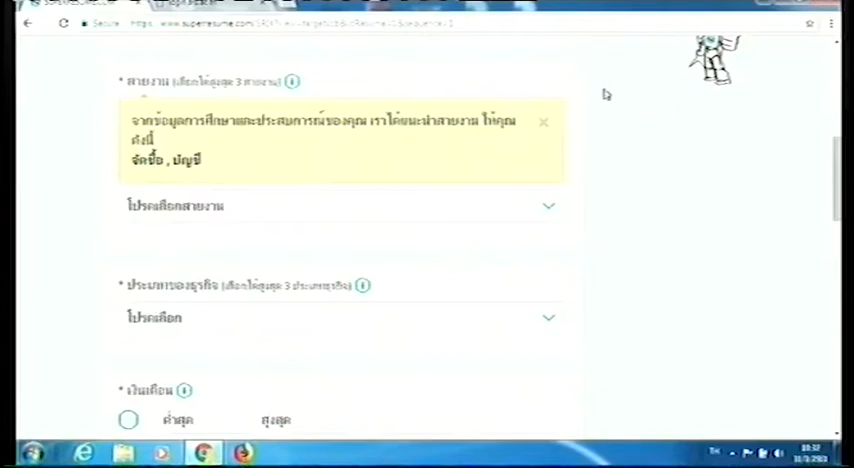 Secure
www.superresume.com
* สายงาน (เลือกได้สูงสุด 3 สายงาน)
จากข้อมูลการศึกษาและประสบการณ์ของคุณ เราได้แนะนำสายงาน ให้คุณ
ดังนี้
จัดซื้อ , บัญชี
โปรดเลือกสายงาน
* ประเภทของธุรกิจ (เลือกได้สูงสุด 3 ประเภทธุรกิจ)
โปรดเลือก
* เงินเดือน
ต่ำสุด สูงสุด
TH
10:32